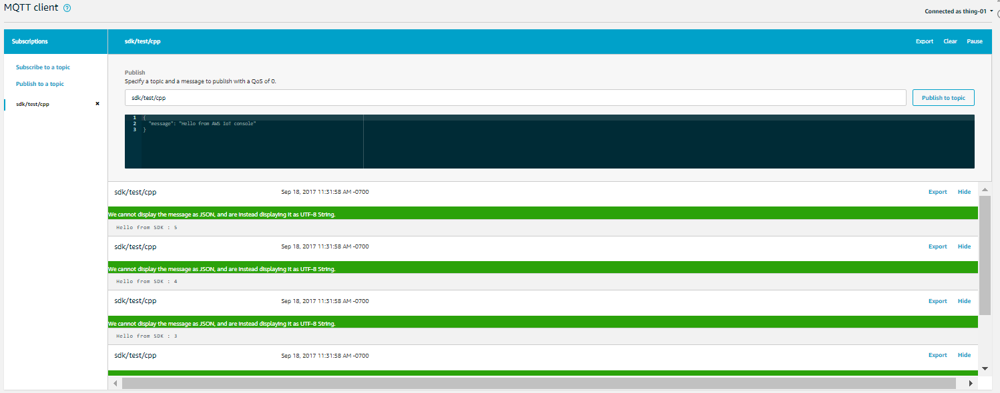 MQTT client ?
Connected as thing-01
Subscriptions
sdk/test/cpp
Export Clear Pause
Subscribe to a topic
Publish to a topic
sdk/test/cpp ×
Publish
Specify a topic and a message to publish with a QoS of 0.
sdk/test/cpp
Publish to topic
1 {
2 "message": "Hello from AWS IoT console"
3 }
sdk/test/cpp Sep 18, 2017 11:31:58 AM -0700 Export Hide
We cannot display the message as JSON, and are instead displaying it as UTF-8 String.
Hello from SDK : 5
sdk/test/cpp Sep 18, 2017 11:31:58 AM -0700 Export Hide
We cannot display the message as JSON, and are instead displaying it as UTF-8 String.
Hello from SDK : 4
sdk/test/cpp Sep 18, 2017 11:31:58 AM -0700 Export Hide
We cannot display the message as JSON, and are instead displaying it as UTF-8 String.
Hello from SDK : 3
sdk/test/cpp Sep 18, 2017 11:31:58 AM -0700 Export Hide